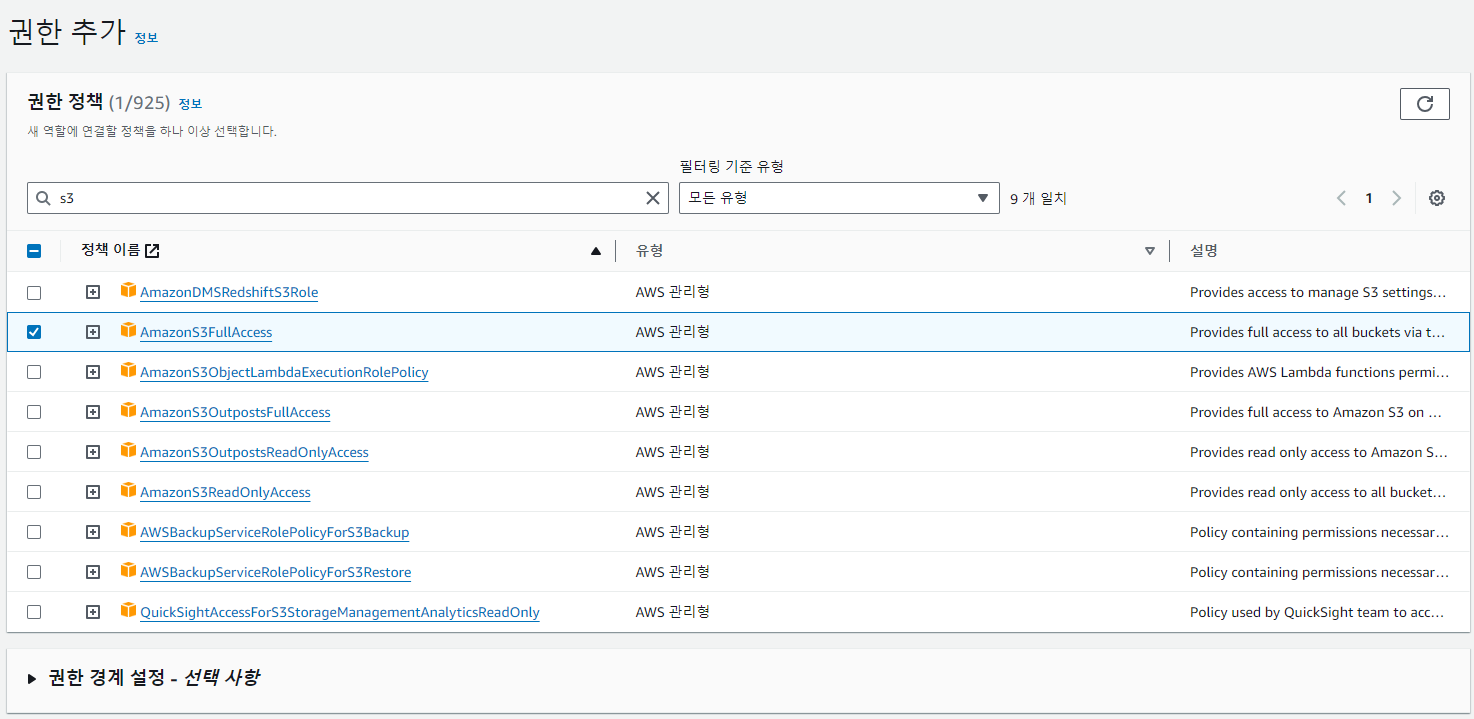 권한 추가 정보
권한 정책 (1/925) 정보
새 역할에 연결할 정책을 하나 이상 선택합니다.
필터링 기준 유형
s3 모든 유형 9 개 일치 1
정책 이름 유형 설명
AmazonDMSRedshiftS3Role AWS 관리형 Provides access to manage S3 settings...
AmazonS3FullAccess AWS 관리형 Provides full access to all buckets via t...
AmazonS3ObjectLambdaExecutionRolePolicy AWS 관리형 Provides AWS Lambda functions permi...
AmazonS3OutpostsFullAccess AWS 관리형 Provides full access to Amazon S3 on ...
AmazonS3OutpostsReadOnlyAccess AWS 관리형 Provides read only access to Amazon S...
AmazonS3ReadOnlyAccess AWS 관리형 Provides read only access to all bucket...
AWSBackupServiceRolePolicyForS3Backup AWS 관리형 Policy containing permissions necessar...
AWSBackupServiceRolePolicyForS3Restore AWS 관리형 Policy containing permissions necessar...
QuickSightAccessForS3StorageManagementAnalyticsReadOnly AWS 관리형 Policy used by QuickSight team to acc...
권한 경계 설정 - 선택 사항